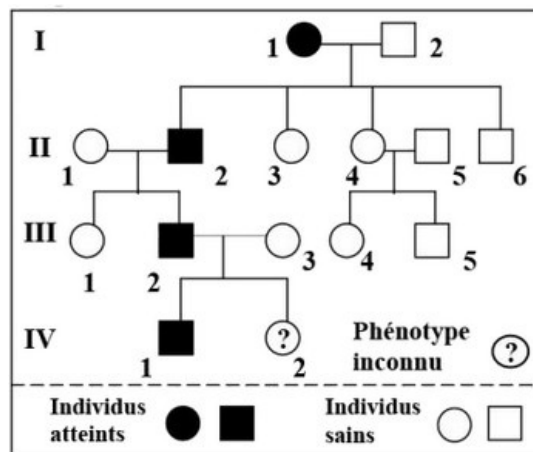 I
1
2
II
1
2
3
4
5
6
III
1
2
3
4
5
IV
1
?
2
Phénotype
inconnu
?
Individus
atteints
Individus
sains